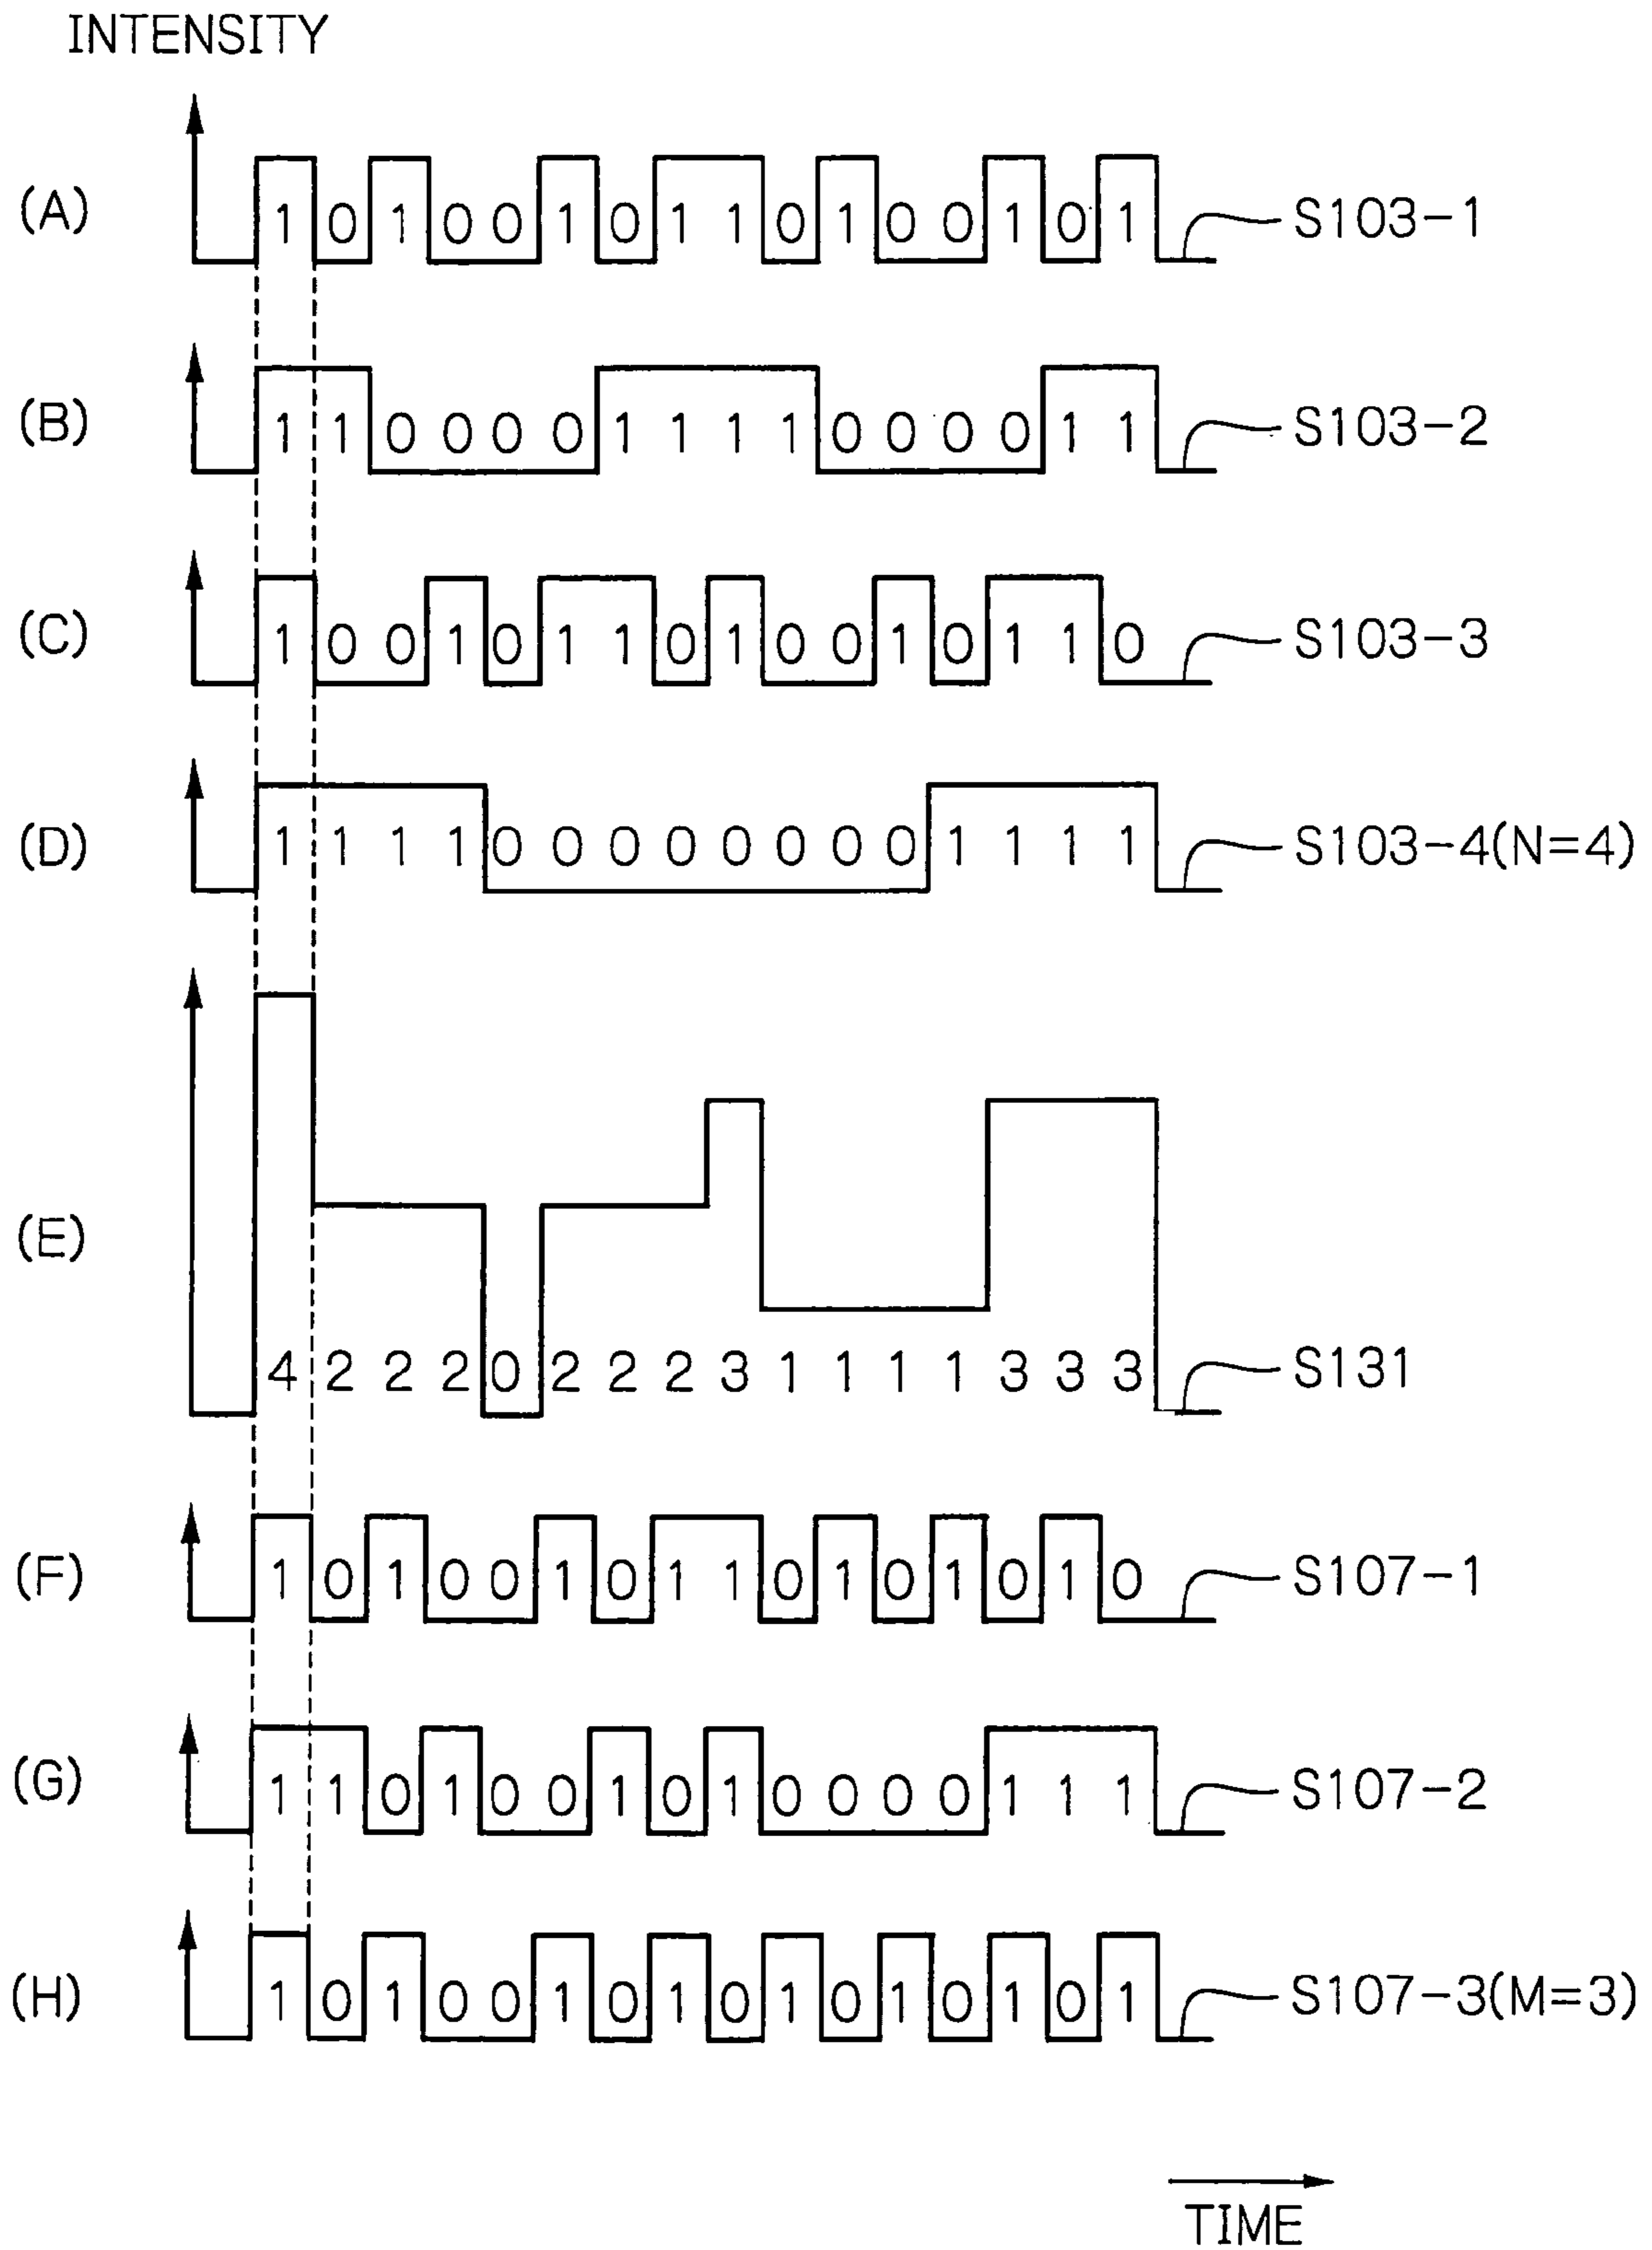 INTENSITY
(A) 1 0 1 0 0 1 0 1 1 0 1 0 0 1 0 1 S103-1
(B) 1 1 0 0 0 0 1 1 1 1 0 0 0 0 1 1 S103-2
(C) 1 0 0 1 0 1 1 0 1 0 0 1 0 1 1 0 S103-3
(D) 1 1 1 1 0 0 0 0 0 0 0 0 1 1 1 1 S103-4(N=4)
(E) 4 2 2 2 0 2 2 2 3 1 1 1 1 3 3 3 S131
(F) 1 0 1 0 0 1 0 1 1 0 1 0 1 0 1 0 S107-1
(G) 1 1 0 1 0 0 1 0 1 0 0 0 0 1 1 1 S107-2
(H) 1 0 1 0 0 1 0 1 0 1 0 1 0 1 0 1 S107-3(M=3)
TIME